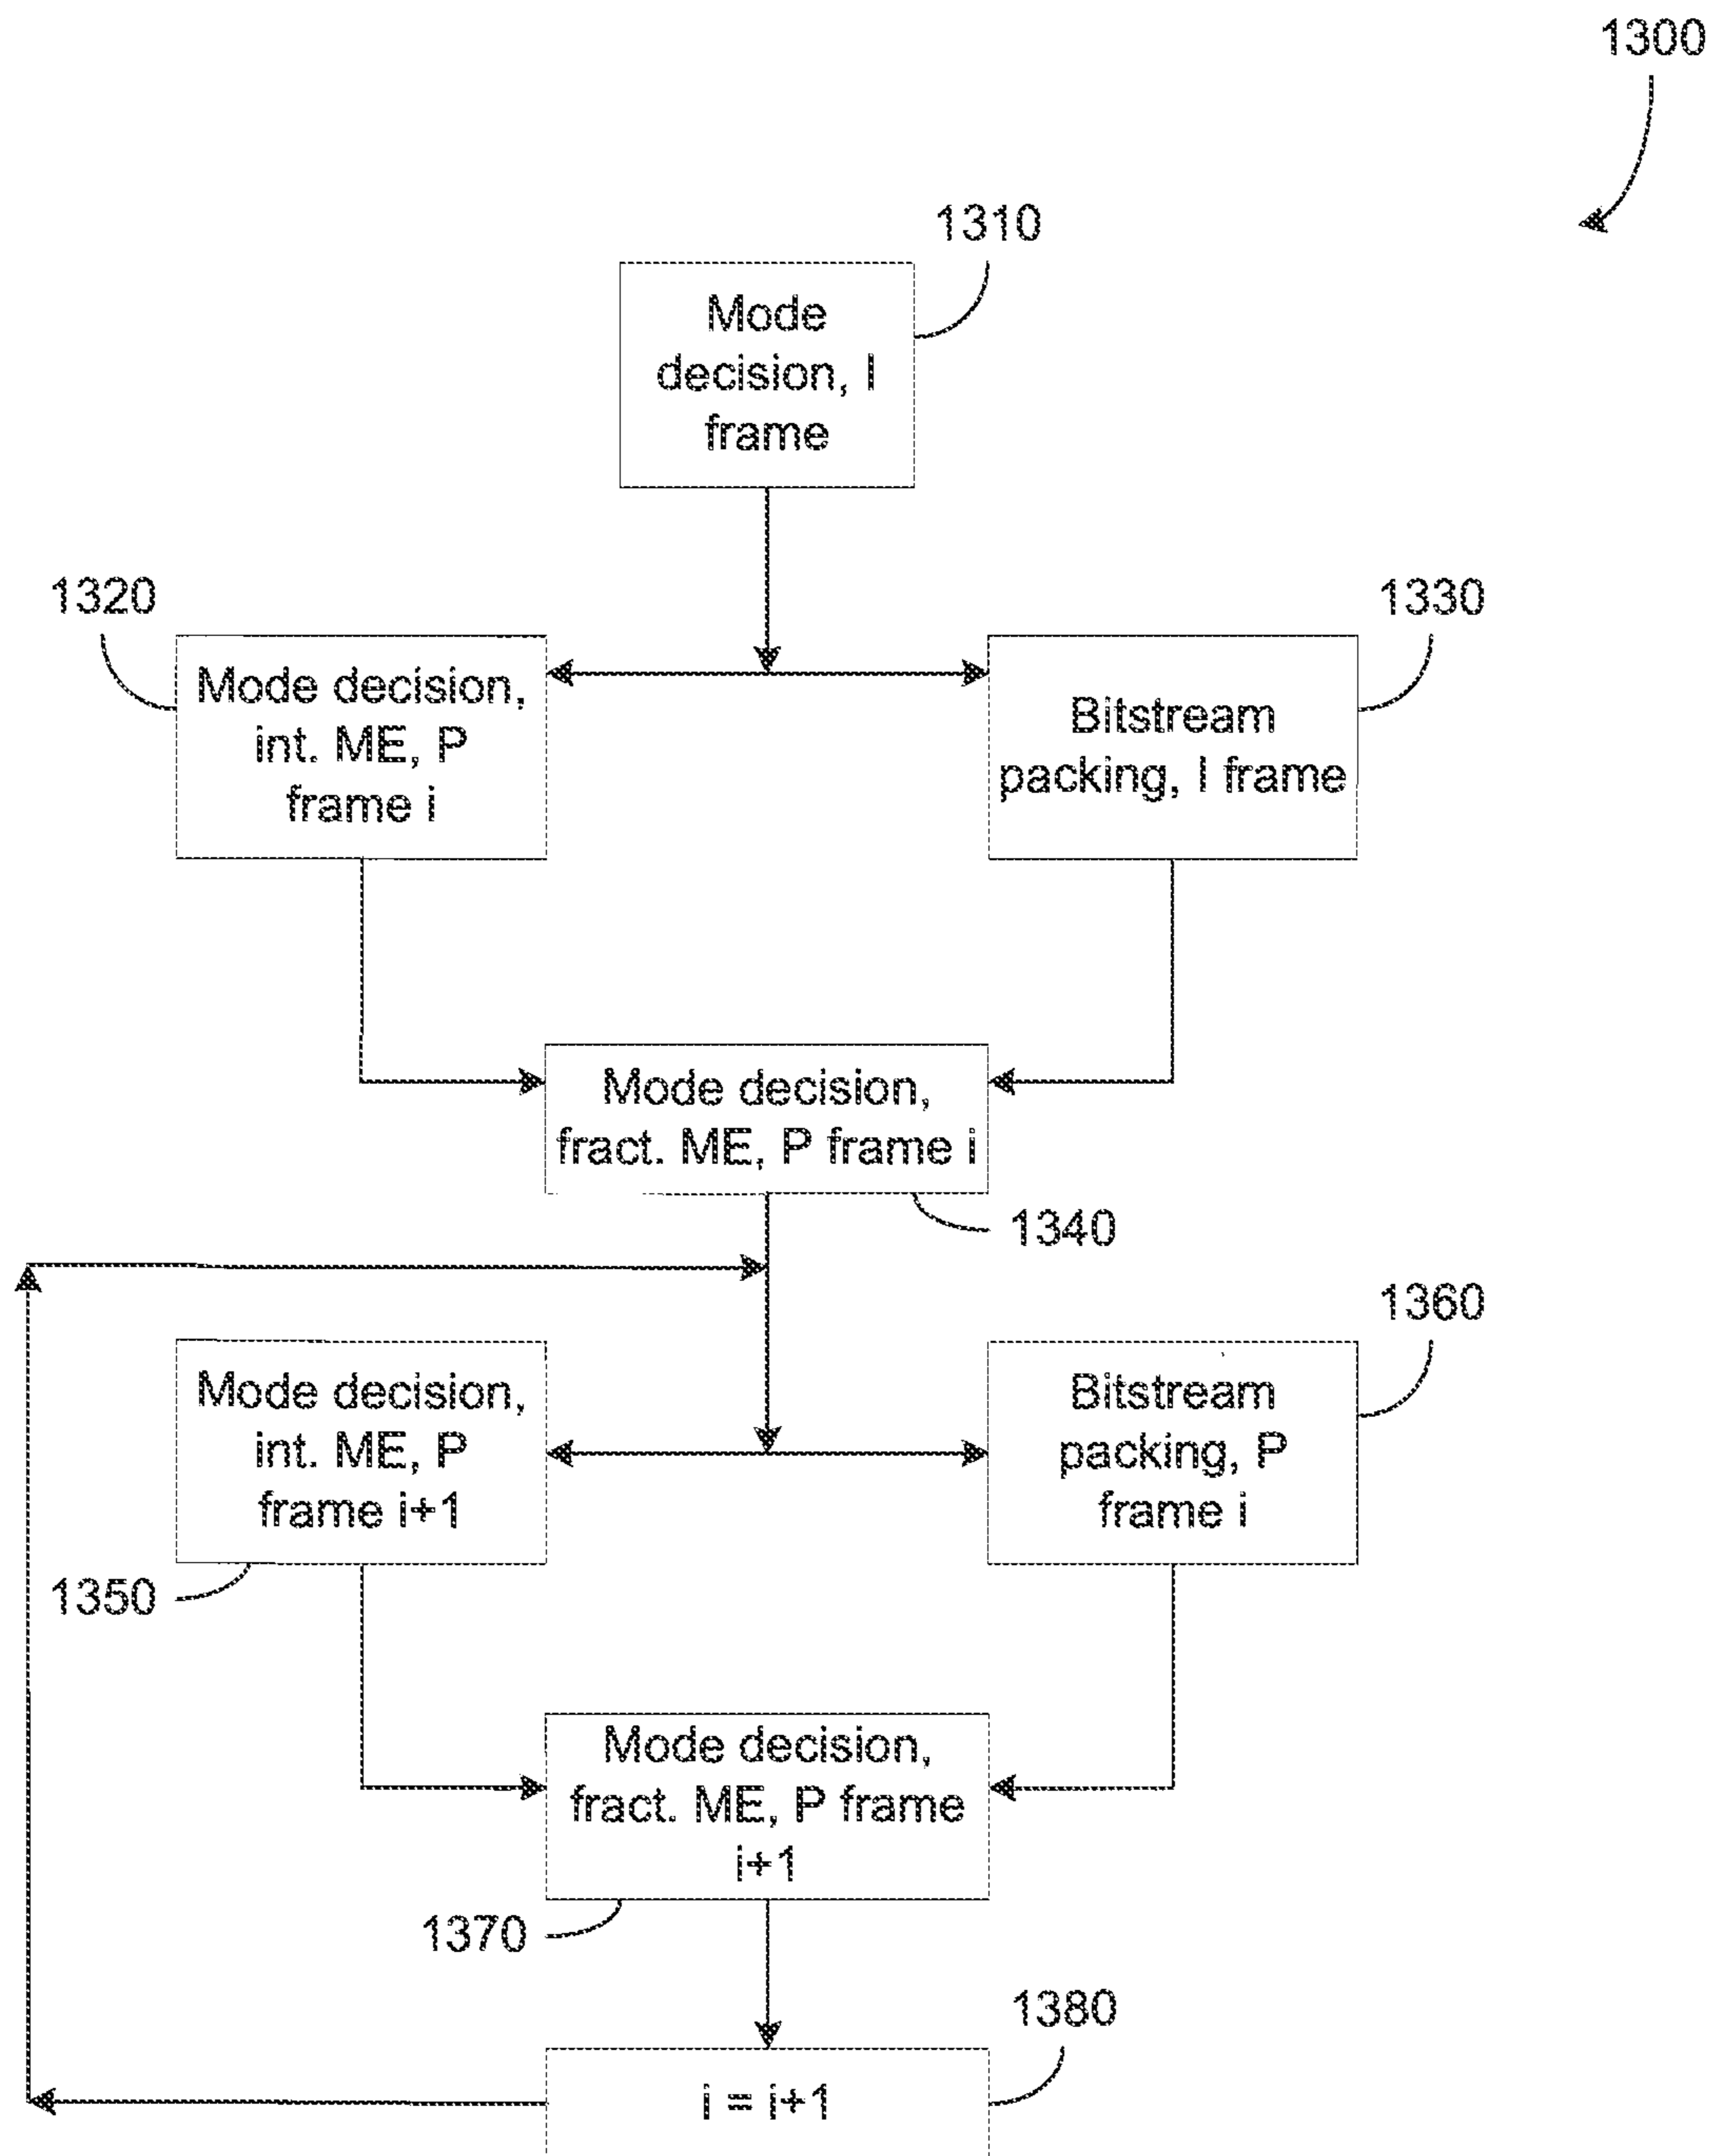 1300
1310
Mode
decision, I
frame
1320
1330
Mode decision,
int. ME, P
frame i
Bitstream
packing, I frame
Mode decision,
fract. ME, P frame i
1340
1360
Mode decision,
int. ME, P
frame i+1
Bitstream
packing, P
frame i
1350
Mode decision,
fract. ME, P frame
i+1
1370
1380
i = i+1